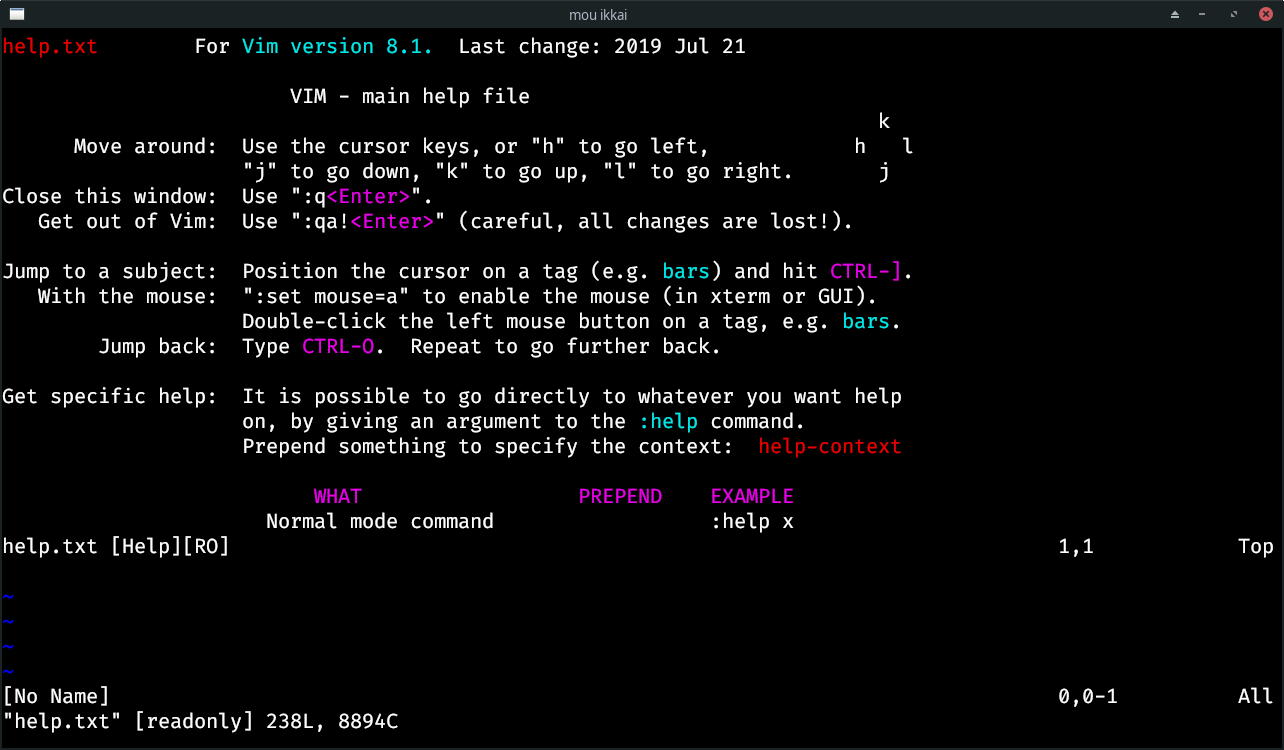 mou ikkai
help.txt        For Vim version 8.1.  Last change: 2019 Jul 21
                        VIM - main help file
                                                                         k
      Move around:  Use the cursor keys, or "h" to go left,            h   l
                    "j" to go down, "k" to go up, "l" to go right.       j
Close this window:  Use ":q<Enter>".
   Get out of Vim:  Use ":qa!<Enter>" (careful, all changes are lost!).
Jump to a subject:  Position the cursor on a tag (e.g. bars) and hit CTRL-].
   With the mouse:  ":set mouse=a" to enable the mouse (in xterm or GUI).
                    Double-click the left mouse button on a tag, e.g. bars.
        Jump back:  Type CTRL-O.  Repeat to go further back.
Get specific help:  It is possible to go directly to whatever you want help
                    on, by giving an argument to the :help command.
                    Prepend something to specify the context:  help-context
                          WHAT                  PREPEND    EXAMPLE
                      Normal mode command                  :help x
help.txt [Help][RO]                                                                     1,1            Top
~
~
~
~
[No Name]                                                                               0,0-1          All
"help.txt" [readonly] 238L, 8894C